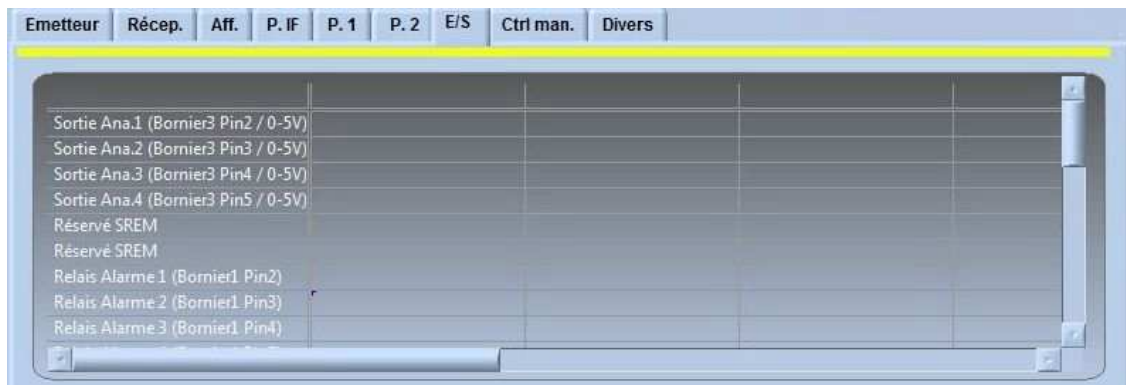 Emetteur Récep. Aff. P. IF P. 1 P. 2 E/S Ctrl man. Divers
Sortie Ana.1 (Bornier3 Pin2 / 0-5V)
Sortie Ana.2 (Bornier3 Pin3 / 0-5V)
Sortie Ana.3 (Bornier3 Pin4 / 0-5V)
Sortie Ana.4 (Bornier3 Pin5 / 0-5V)
Réservé SREM
Réservé SREM
Relais Alarme 1 (Bornier1 Pin2)
Relais Alarme 2 (Bornier1 Pin3)
Relais Alarme 3 (Bornier1 Pin4)